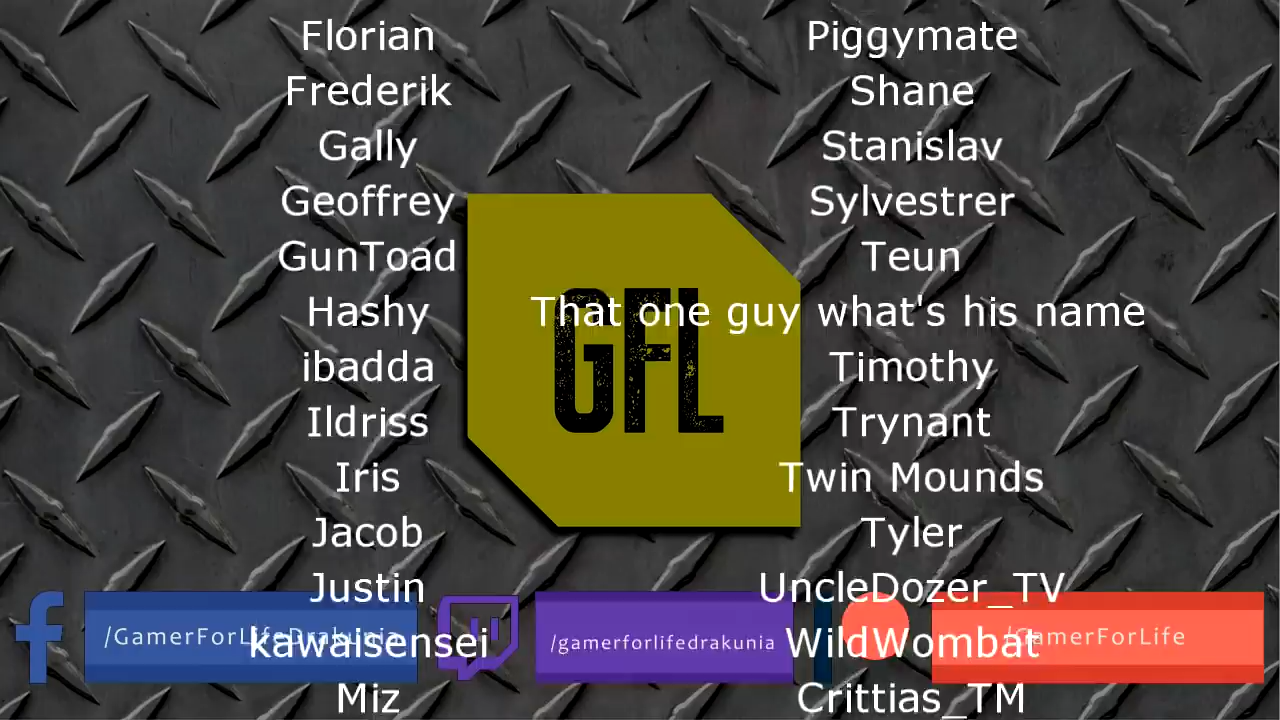 Florian
Frederik
Gally
Geoffrey
GunToad
Hashy
ibadda
Ildriss
Iris
Jacob
Justin
kawaisensei
Miz
Piggymate
Shane
Stanislav
Sylvestrer
Teun
That one guy what's his name
Timothy
Trynant
Twin Mounds
Tyler
UncleDozer_TV
WildWombat
Crittias_TM
GFL
/GamerForLifeDrakunia
/gamerforlifedrakunia
/GamerForLife